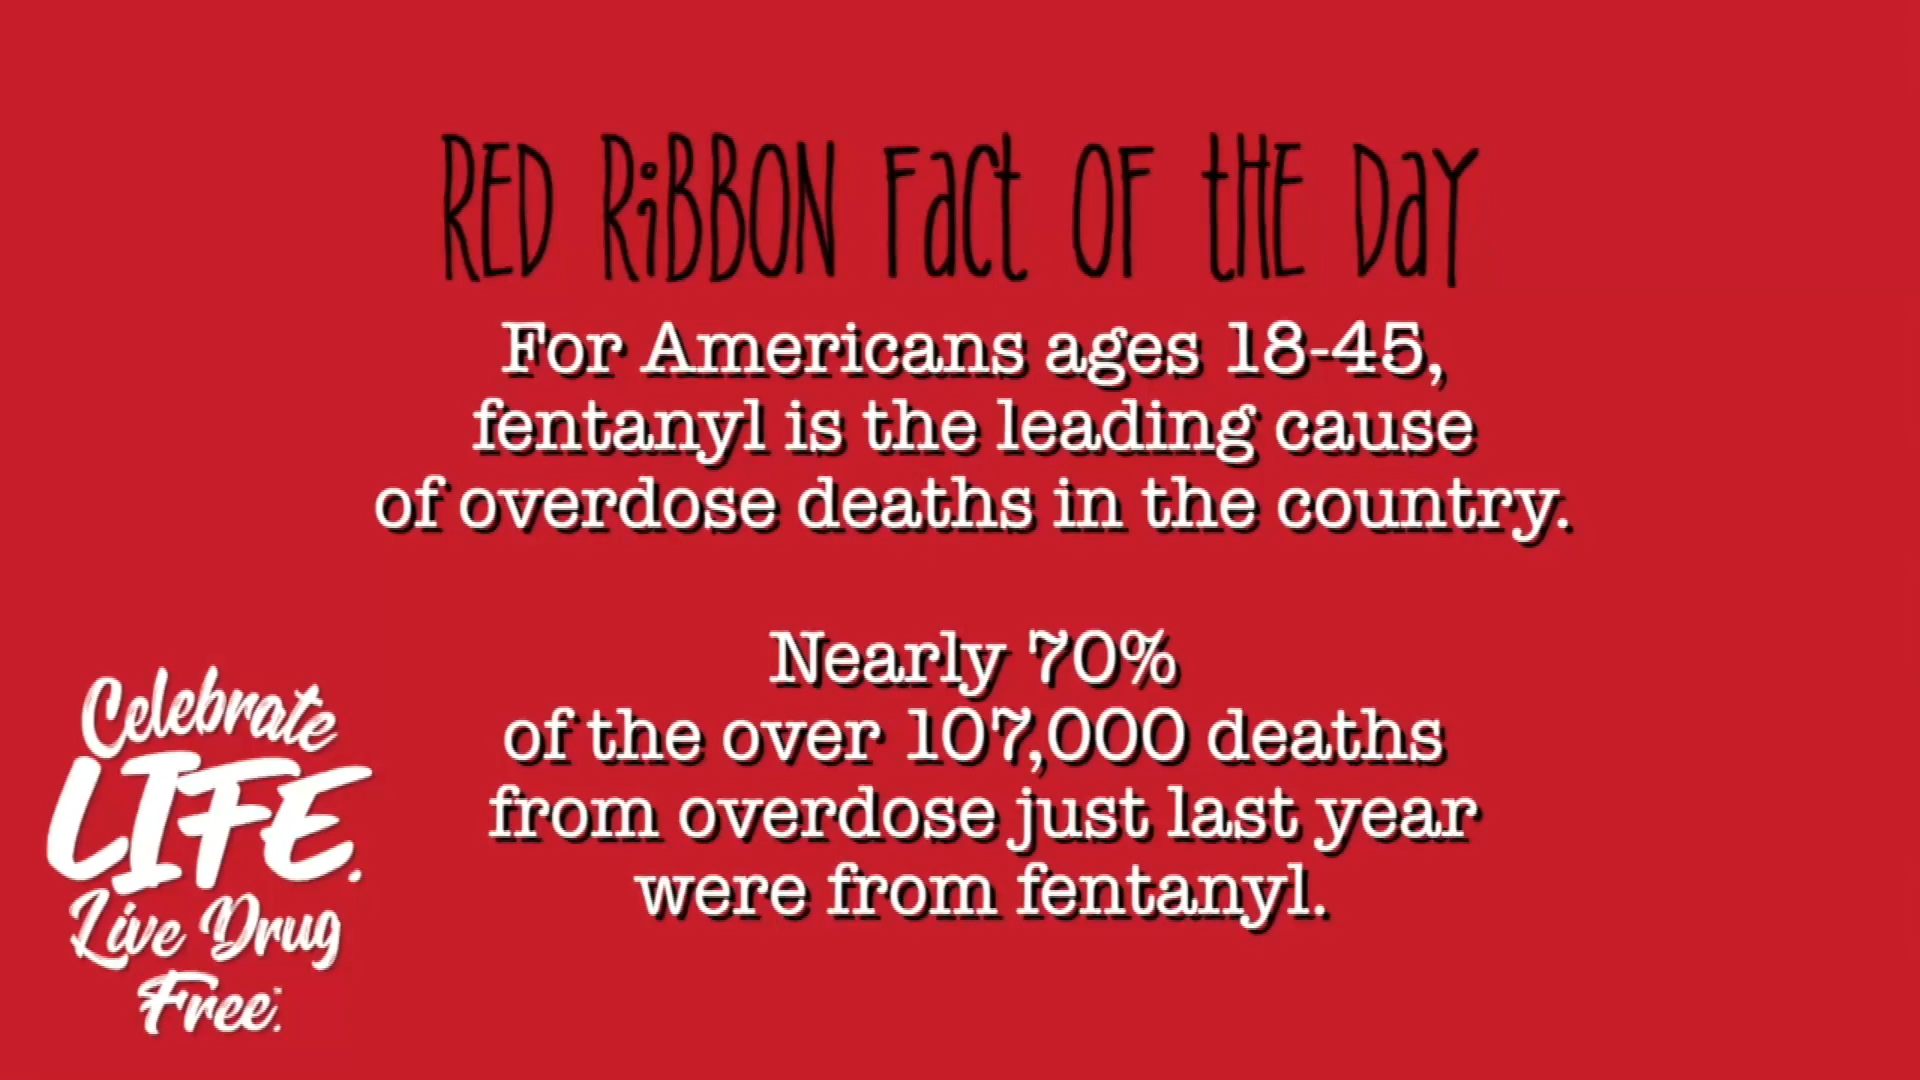 RED RiBBON Fact OF tHE DaY
For Americans ages 18-45,
fentanyl is the leading cause
of overdose deaths in the country.
Nearly 70%
of the over 107,000 deaths
from overdose just last year
were from fentanyl.
Celebrate
LIFE.
Live Drug
Free.™